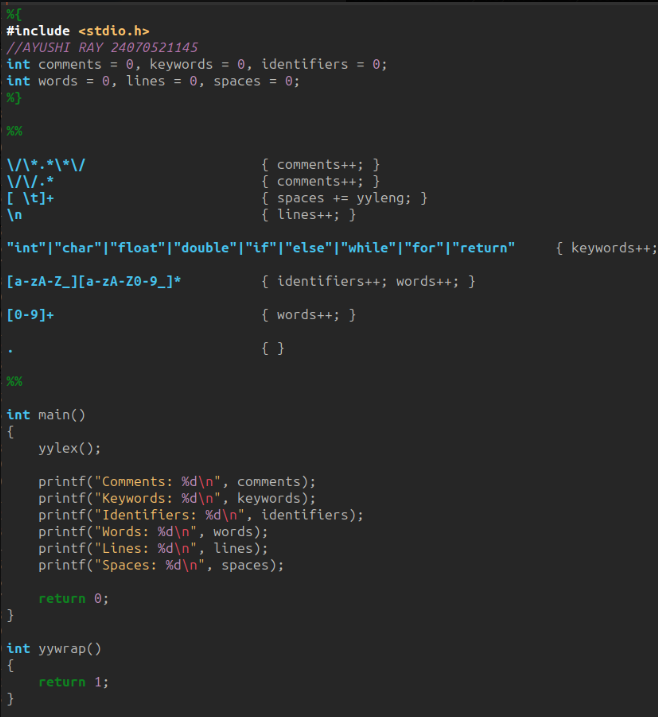 %{
#include <stdio.h>
//AYUSHI RAY 24070521145
int comments = 0, keywords = 0, identifiers = 0;
int words = 0, lines = 0, spaces = 0;
%}
%%
\/\*.*\*\/ { comments++; }
\/\/.* { comments++; }
[ \t]+ { spaces += yyleng; }
\n { lines++; }
"int"|"char"|"float"|"double"|"if"|"else"|"while"|"for"|"return" { keywords++;
[a-zA-Z_][a-zA-Z0-9_]* { identifiers++; words++; }
[0-9]+ { words++; }
. { }
%%
int main()
{
    yylex();
    printf("Comments: %d\n", comments);
    printf("Keywords: %d\n", keywords);
    printf("Identifiers: %d\n", identifiers);
    printf("Words: %d\n", words);
    printf("Lines: %d\n", lines);
    printf("Spaces: %d\n", spaces);
    return 0;
}
int yywrap()
{
    return 1;
}